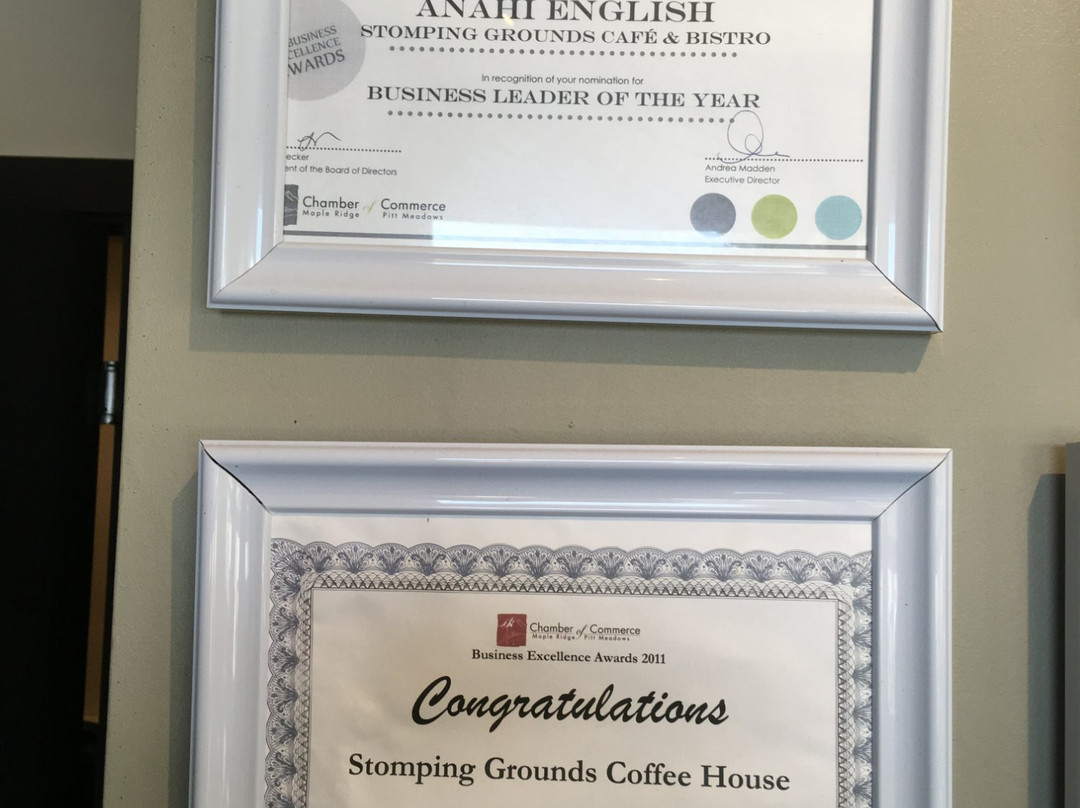 ANAHI ENGLISH
STOMPING GROUNDS CAFÉ & BISTRO
BUSINESS
CELLENCE
AWARDS
In recognition of your nomination for
BUSINESS LEADER OF THE YEAR
ecker
ent of the Board of Directors
Andrea Madden
Executive Director
Chamber of Commerce
Maple Ridge Pitt Meadows
Chamber of Commerce
Maple Ridge Pitt Meadows
Business Excellence Awards 2011
Congratulations
Stomping Grounds Coffee House